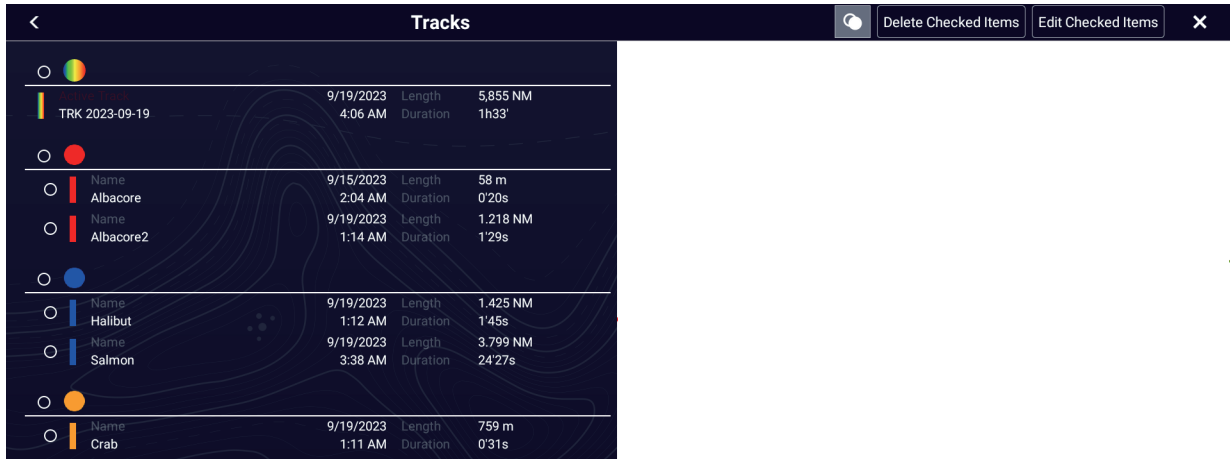 Tracks
Delete Checked Items
Edit Checked Items
Active track 9/19/2023 Length 5,855 NM
TRK 2023-09-19 4:06 AM Duration 1h33'
Name 9/15/2023 Length 58 m
Albacore 2:04 AM Duration 0'20s
Name 9/19/2023 Length 1.218 NM
Albacore2 1:14 AM Duration 1'29s
Name 9/19/2023 Length 1.425 NM
Halibut 1:12 AM Duration 1'45s
Name 9/19/2023 Length 3.799 NM
Salmon 3:38 AM Duration 24'27s
Name 9/19/2023 Length 759 m
Crab 1:11 AM Duration 0'31s